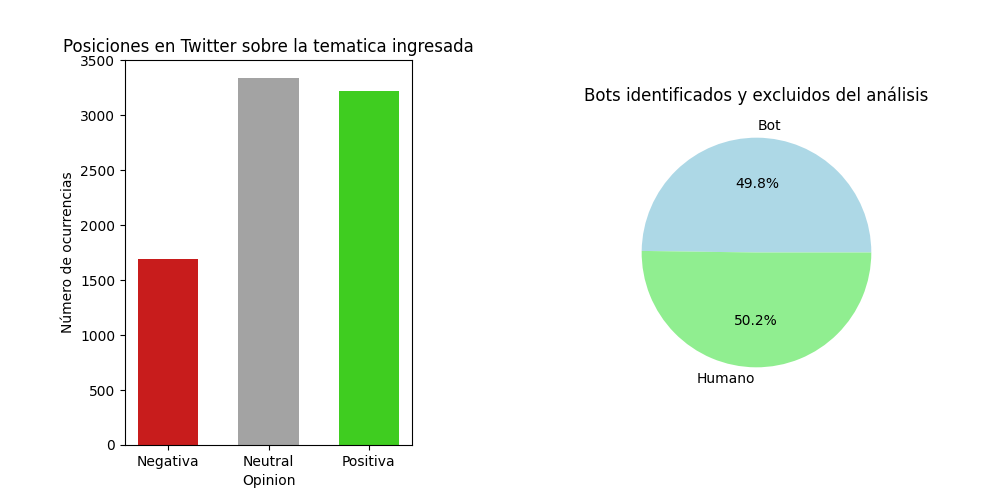 Posiciones en Twitter sobre la tematica ingresada
3500
3000
2500
2000
1500
1000
500
0
Número de ocurrencias
Negativa
Neutral
Positiva
Opinion
Bots identificados y excluidos del análisis
Bot
49.8%
50.2%
Humano